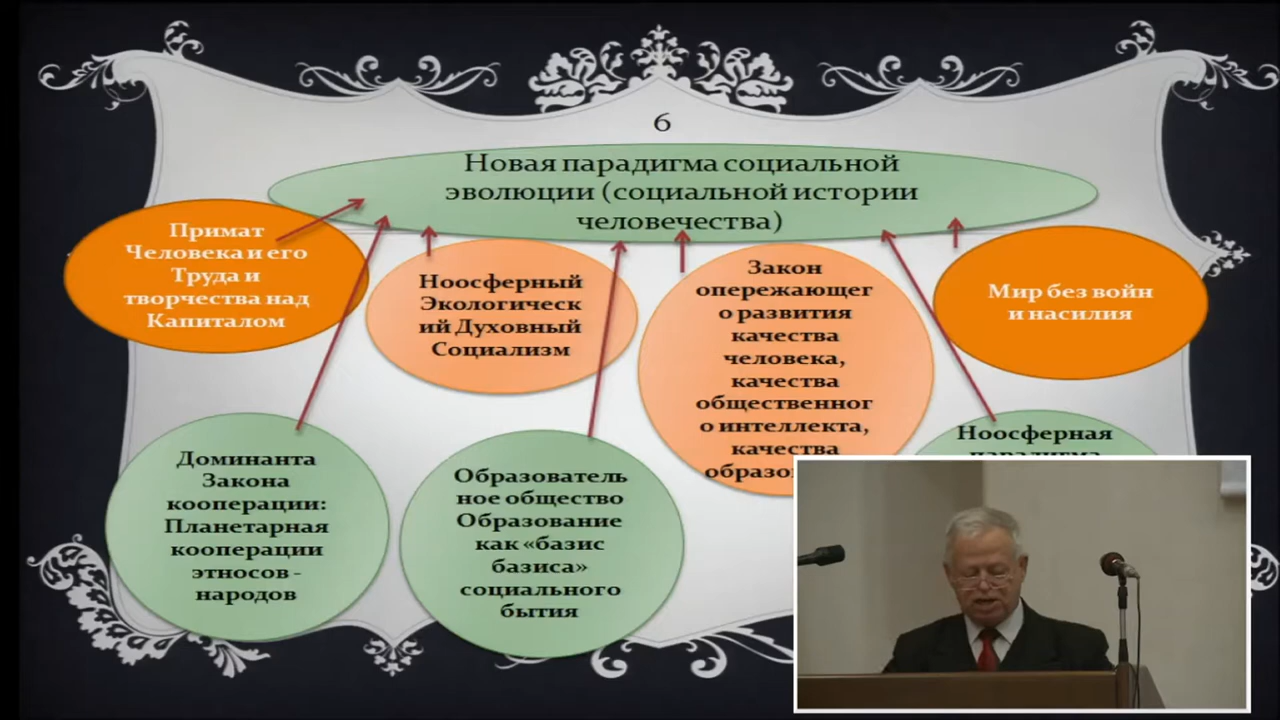 6
Новая парадигма социальной
эволюции (социальной истории
человечества)
Примат
Человека и его
Труда и
творчества над
Капиталом
Ноосферный
Экологическ
ий Духовный
Социализм
Закон
опережающег
о развития
качества
человека,
качества
общественног
о интеллекта,
качества
Мир без войн
и насилия
Доминанта
Закона
кооперации:
Планетарная
кооперации
этносов -
народов
Образователь
ное общество
Образование
как «базис
базиса»
социального
бытия
Ноосферная
парадигма